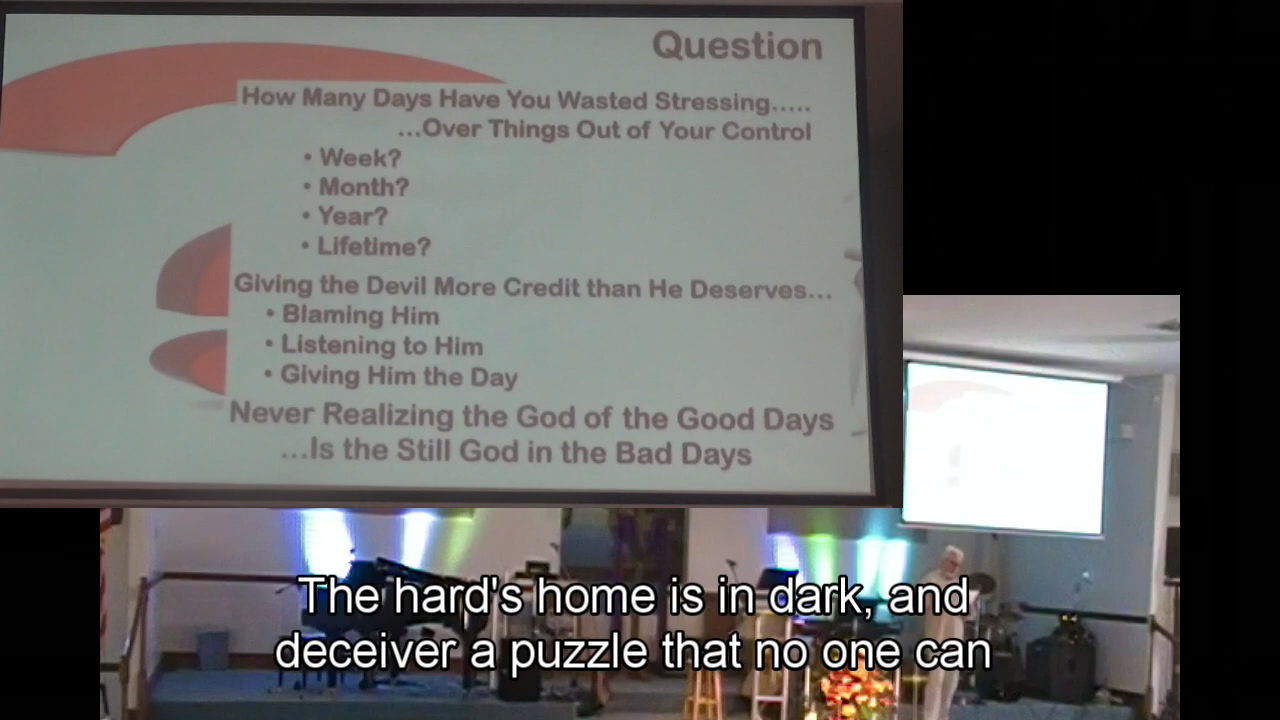 Question
How Many Days Have You Wasted Stressing.....
...Over Things Out of Your Control
• Week?
• Month?
• Year?
• Lifetime?
Giving the Devil More Credit than He Deserves...
• Blaming Him
• Listening to Him
• Giving Him the Day
Never Realizing the God of the Good Days
...Is the Still God in the Bad Days
The hard's home is in dark, and
deceiver a puzzle that no one can